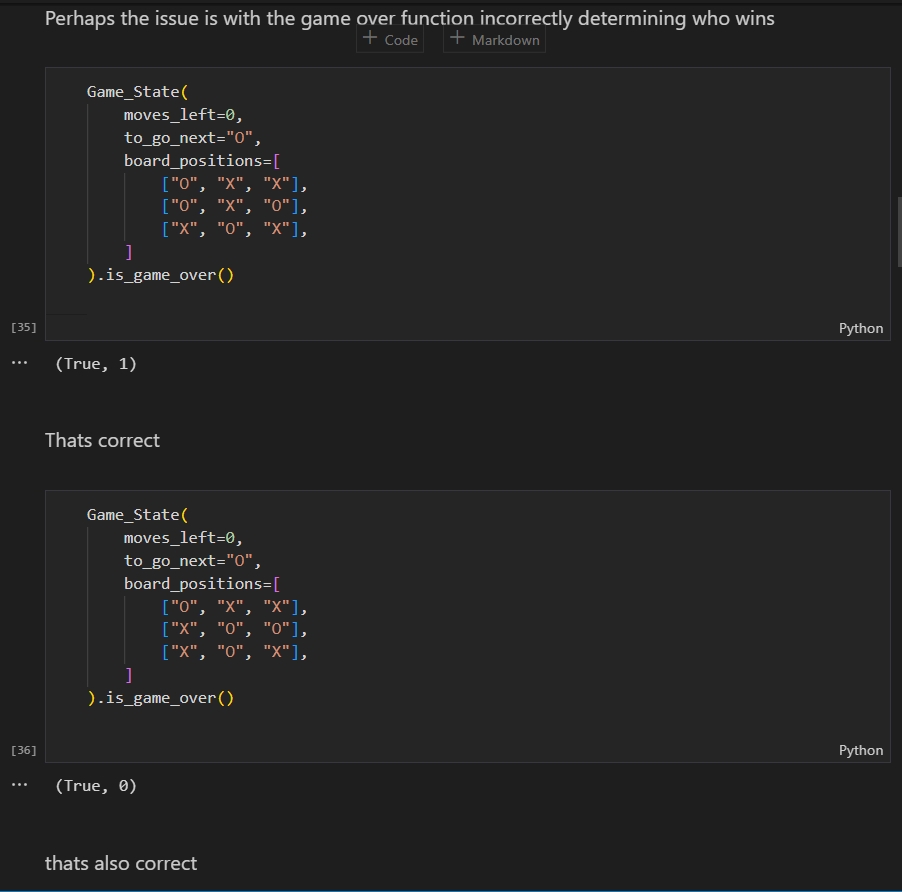 Perhaps the issue is with the game over function incorrectly determining who wins
+ Code + Markdown
Game_State(
    moves_left=0,
    to_go_next="O",
    board_positions=[
        ["O", "X", "X"],
        ["O", "X", "O"],
        ["X", "O", "X"],
    ]
).is_game_over()
[35]
Python
... (True, 1)
Thats correct
Game_State(
    moves_left=0,
    to_go_next="O",
    board_positions=[
        ["O", "X", "X"],
        ["X", "O", "O"],
        ["X", "O", "X"],
    ]
).is_game_over()
[36]
Python
... (True, 0)
thats also correct